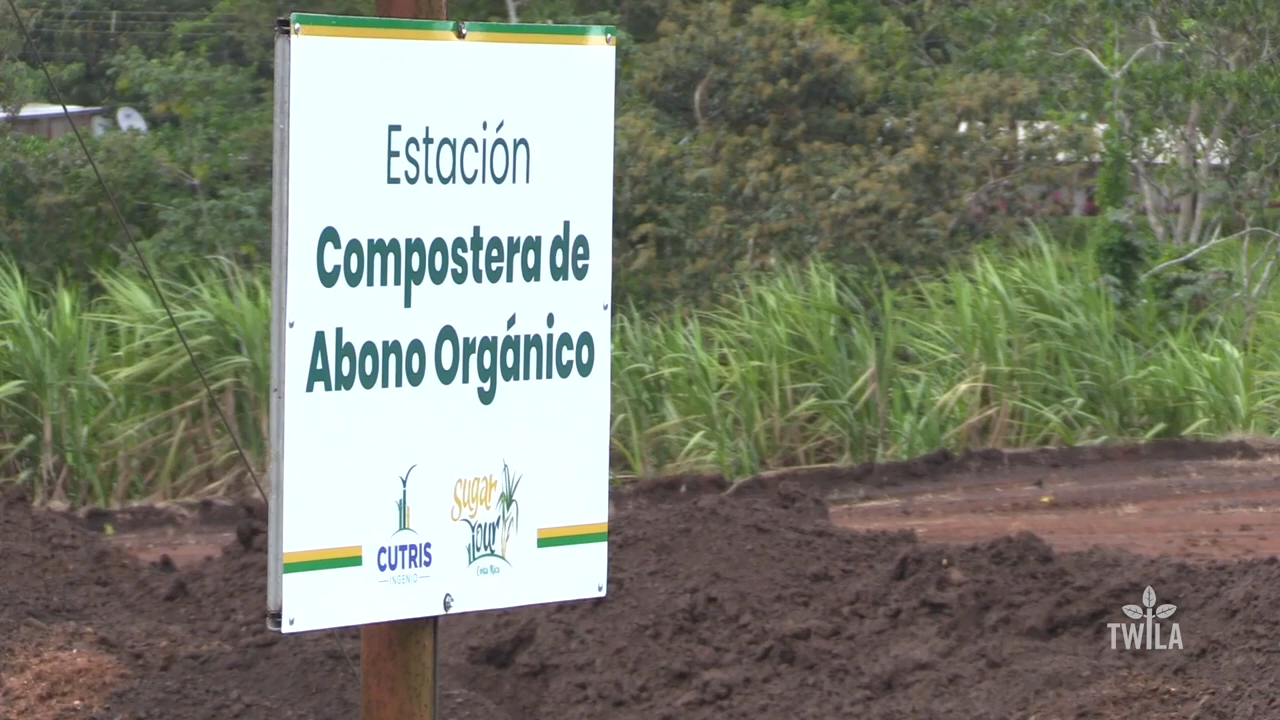 Estación
Compostera de
Abono Orgánico
CUTRIS
INGENIO
Sugar
Tour
Costa Rica
TWILA